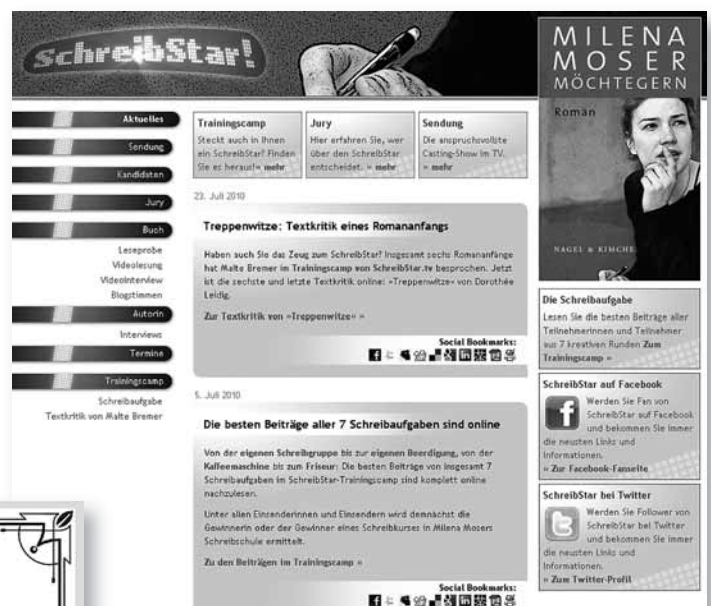 SchreibStar!
MILENA
MOSER
MÖCHTEGERN
Roman
NAGEL & KIMCHE
Aktuelles
Sendung
Kandidaten
Jury
Buch
Leseprobe
Videolesung
Videointerview
Blogstimmen
Autorin
Interviews
Termine
Trainingscamp
Schreibaufgabe
Textkritik von Malte Bremer
Trainingscamp
Steckt auch in Ihnen
ein SchreibStar? Finden
Sie es heraus!» mehr
Jury
Hier erfahren Sie, wer
über den SchreibStar
entscheidet. » mehr
Sendung
Die anspruchsvollste
Casting-Show im TV.
» mehr
23. Juli 2010
Treppenwitze: Textkritik eines Romananfangs
Haben auch Sie das Zeug zum SchreibStar? Insgesamt sechs Romananfänge
hat Malte Bremer im Trainingscamp von SchreibStar.tv besprochen. Jetzt
ist die sechste und letzte Textkritik online: »Treppenwitze« von Dorothée
Leidig.
Zur Textkritik von »Treppenwitze« »
Social Bookmarks:
5. Juli 2010
Die besten Beiträge aller 7 Schreibaufgaben sind online
Von der eigenen Schreibgruppe bis zur eigenen Beerdigung, von der
Kaffeemaschine bis zum Friseur: Die besten Beiträge von insgesamt 7
Schreibaufgaben im SchreibStar-Trainingscamp sind komplett online
nachzulesen.
Unter allen Einsenderinnen und Einsendern wird demnächst die
Gewinnerin oder der Gewinner eines Schreibkurses in Milena Mosers
Schreibschule ermittelt.
Zu den Beiträgen im Trainingscamp »
Social Bookmarks:
Die Schreibaufgabe
Lesen Sie die besten Beiträge aller
Teilnehmerinnen und Teilnehmer
aus 7 kreativen Runden Zum
Trainingscamp »
SchreibStar auf Facebook
Werden Sie Fan von
SchreibStar auf Facebook
und bekommen Sie immer
die neusten Links und
Informationen.
» Zur Facebook-Fanseite
SchreibStar bei Twitter
Werden Sie Follower von
SchreibStar bei Twitter
und bekommen Sie immer
die neusten Links und
Informationen.
» Zum Twitter-Profil